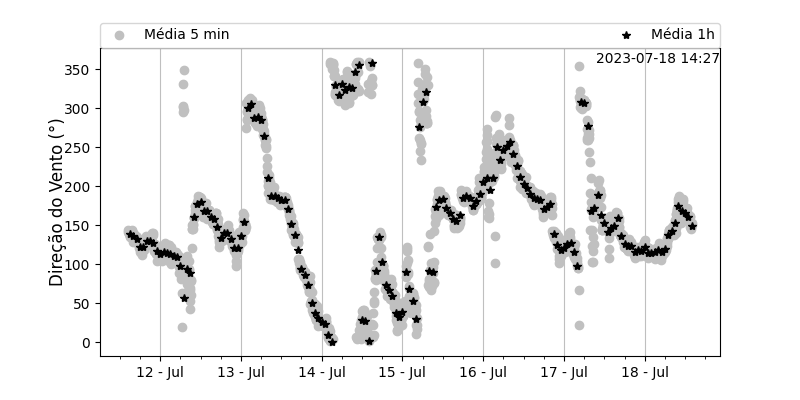 Média 5 min
Média 1h
2023-07-18 14:27
Direção do Vento (°)
350
300
250
200
150
100
50
0
12 - Jul
13 - Jul
14 - Jul
15 - Jul
16 - Jul
17 - Jul
18 - Jul